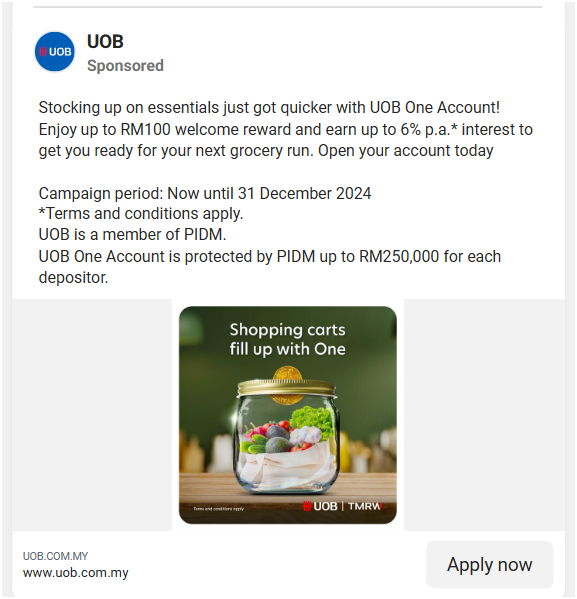 UOB
UOB
Sponsored
Stocking up on essentials just got quicker with UOB One Account!
Enjoy up to RM100 welcome reward and earn up to 6% p.a.* interest to
get you ready for your next grocery run. Open your account today
Campaign period: Now until 31 December 2024
*Terms and conditions apply.
UOB is a member of PIDM.
UOB One Account is protected by PIDM up to RM250,000 for each
depositor.
Shopping carts
fill up with One
Terms and conditions apply
UOB | TMRW
UOB.COM.MY
www.uob.com.my
Apply now